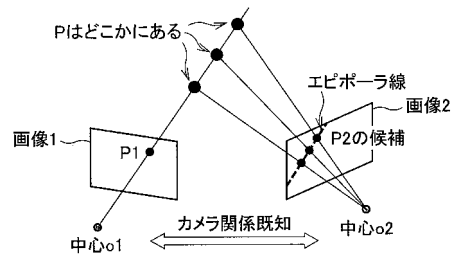 Pはどこかにある
エピポーラ線
画像2
画像1
P1
P2の候補
カメラ関係既知
中心o1
中心o2